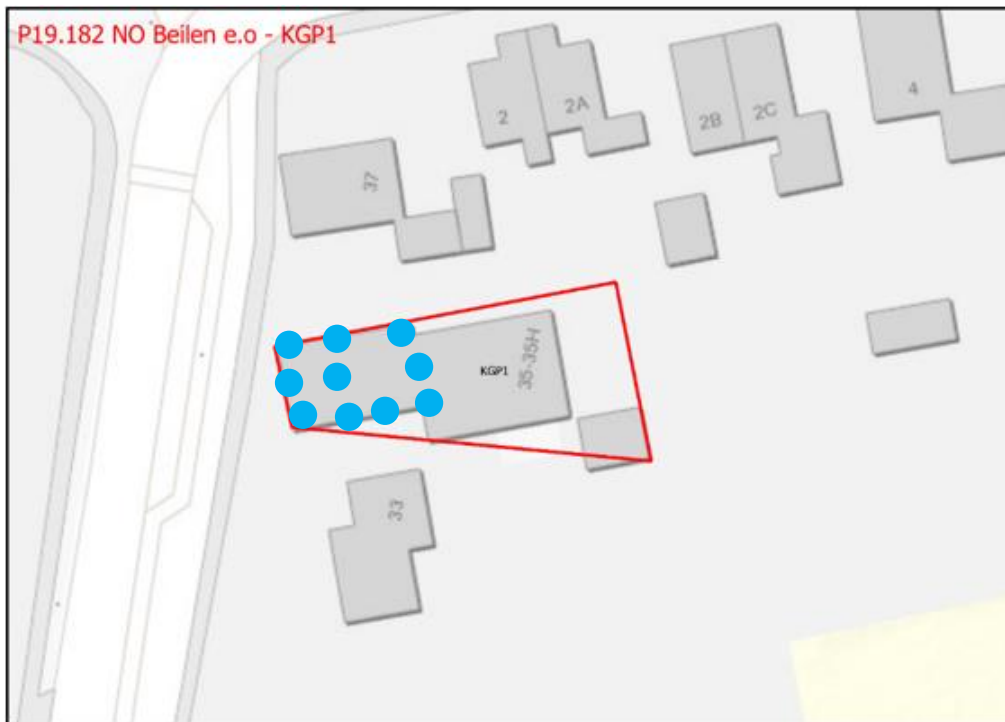 P19.182 NO Beilen e.o - KGP1
2
2A
2B
2C
4
37
KGP1
35-35H
33